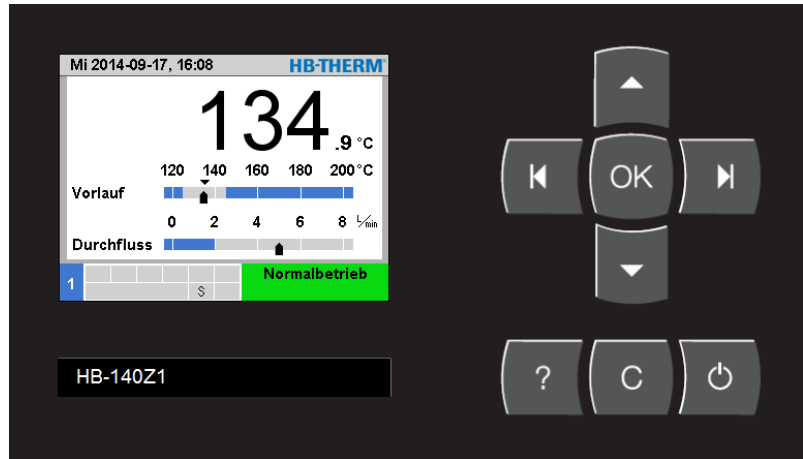 Mi 2014-09-17, 16:08 HB-THERM
134.9 °C
120 140 160 180 200 °C
Vorlauf
0 2 4 6 8 L/min
Durchfluss
1 S Normalbetrieb
HB-140Z1
OK
? C